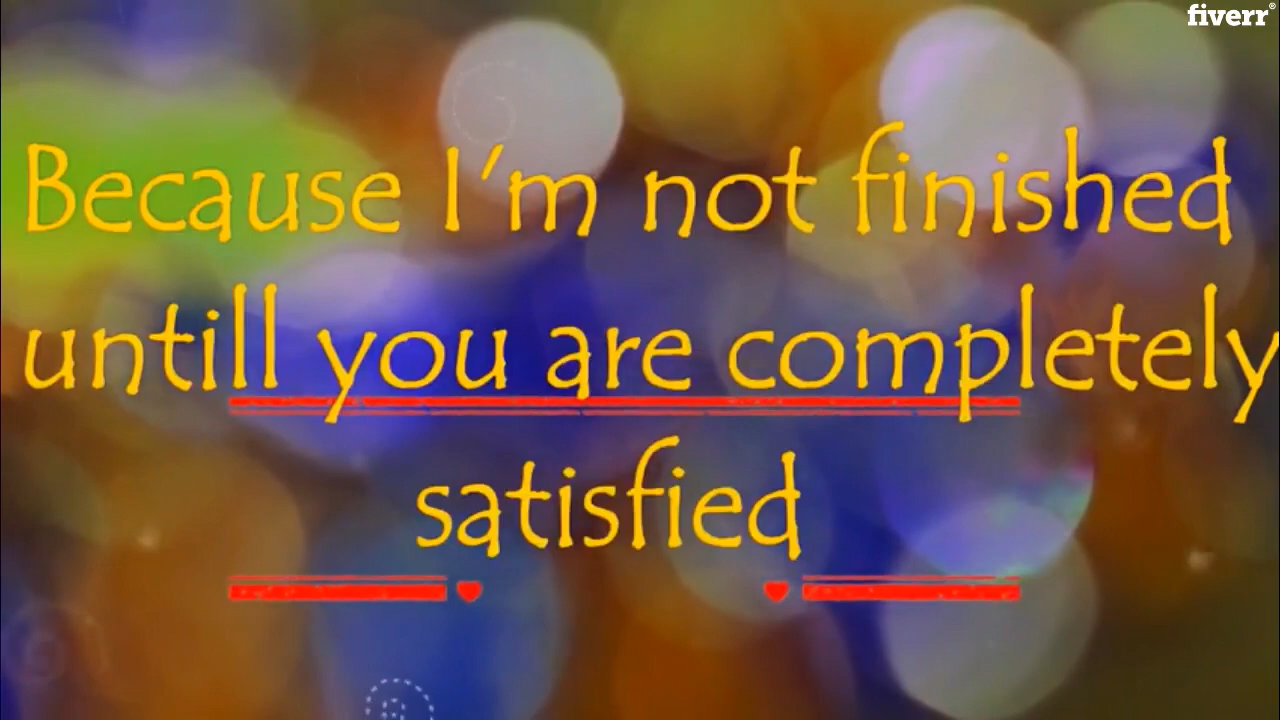 fiverr®
Because I'm not finished
untill you are completely
satisfied